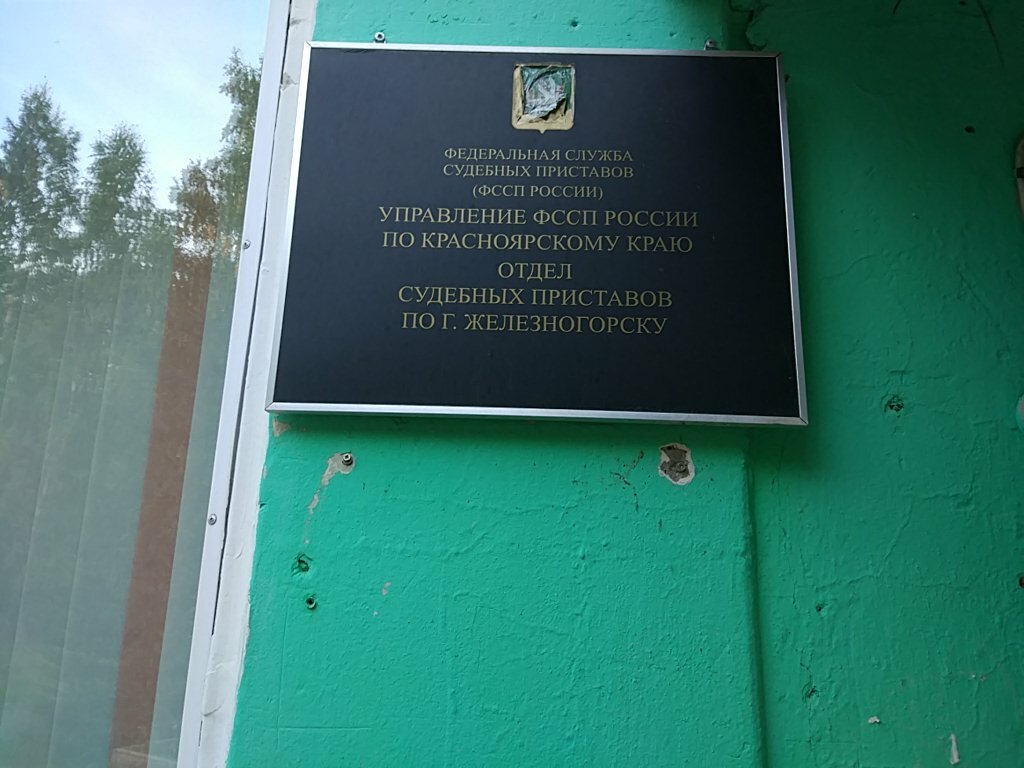 ФЕДЕРАЛЬНАЯ СЛУЖБА
СУДЕБНЫХ ПРИСТАВОВ
(ФССП РОССИИ)
УПРАВЛЕНИЕ ФССП РОССИИ
ПО КРАСНОЯРСКОМУ КРАЮ
ОТДЕЛ
СУДЕБНЫХ ПРИСТАВОВ
ПО Г. ЖЕЛЕЗНОГОРСКУ